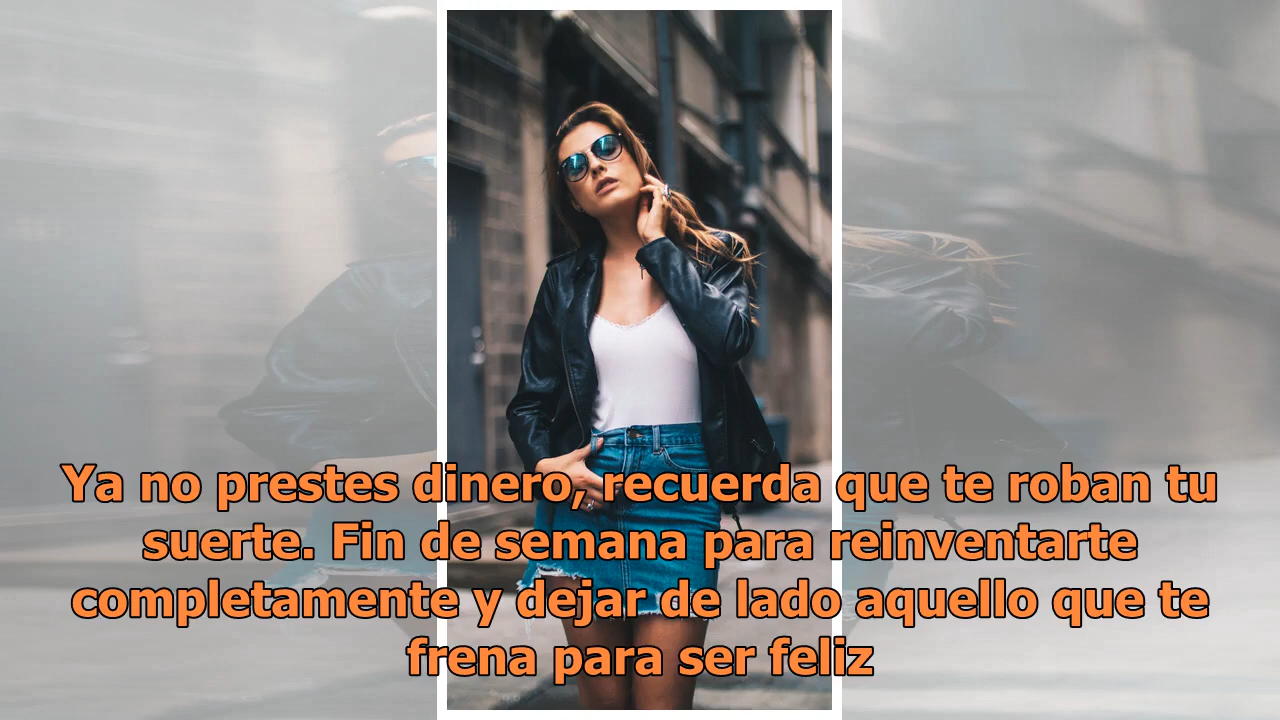 Ya no prestes dinero, recuerda que te roban tu
suerte. Fin de semana para reinventarte
completamente y dejar de lado aquello que te
frena para ser feliz